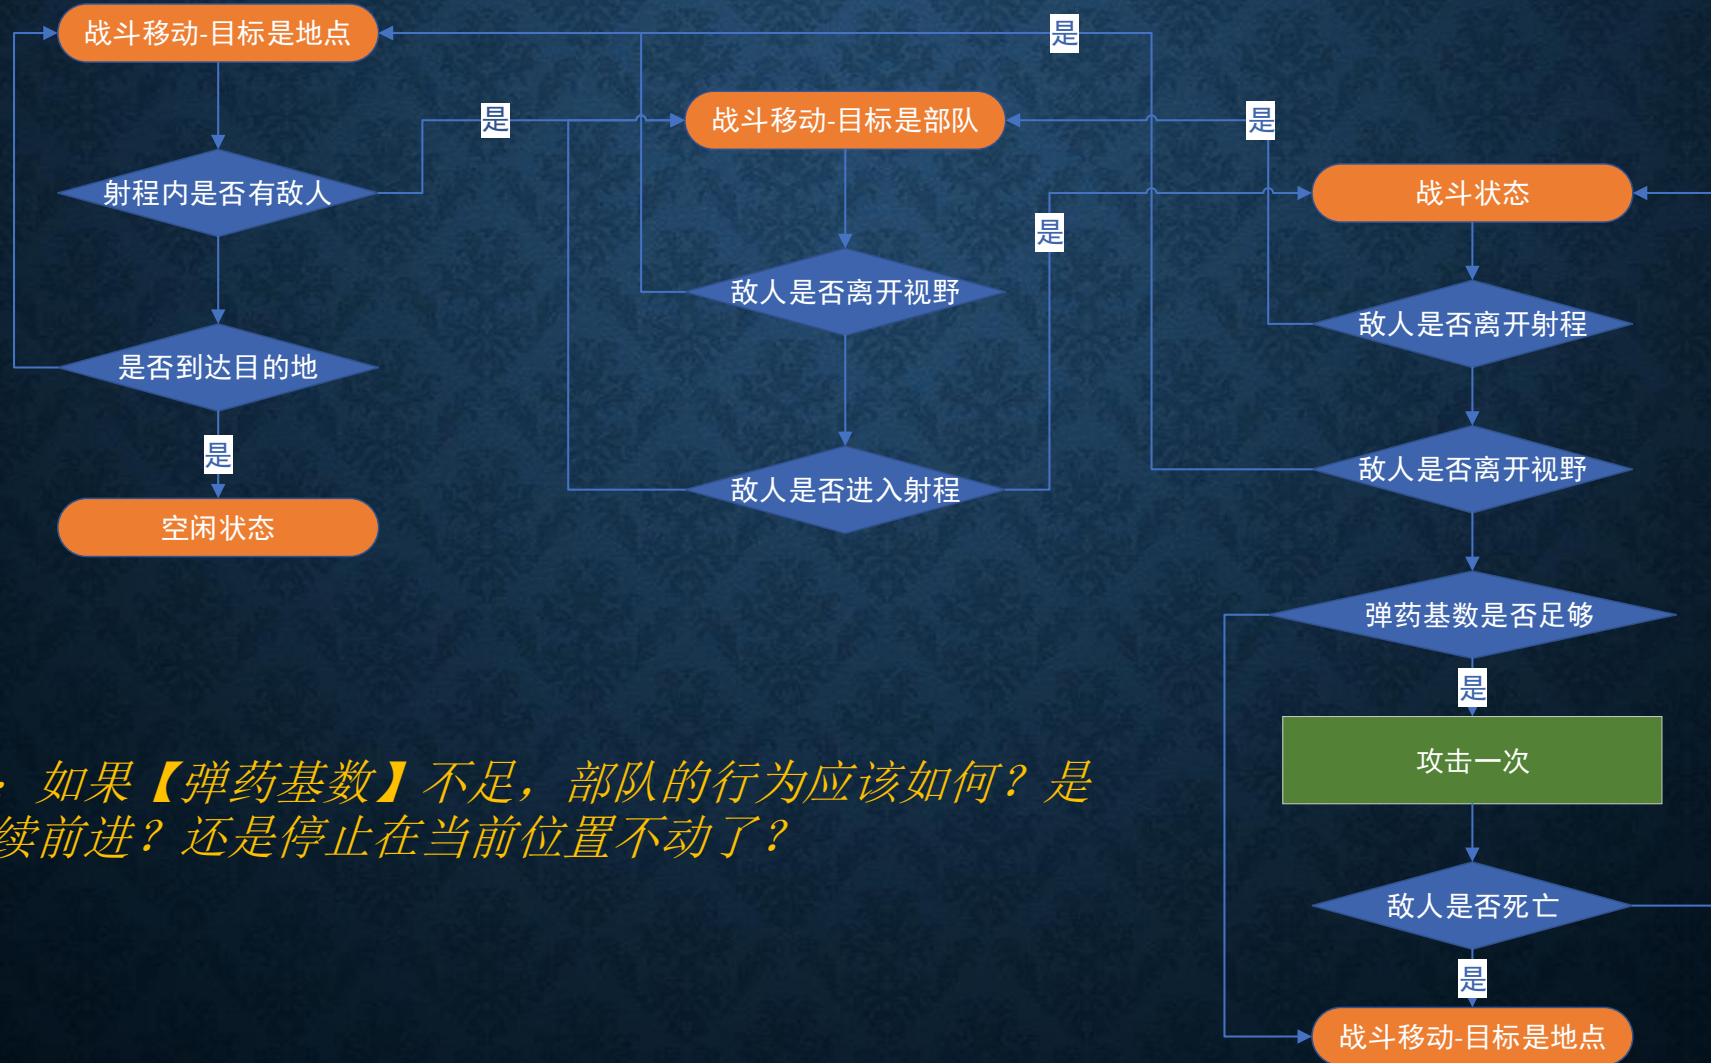 战斗移动-目标是地点
是
是
战斗移动-目标是部队
是
射程内是否有敌人
战斗状态
是
敌人是否离开视野
敌人是否离开射程
是否到达目的地
是
敌人是否进入射程
敌人是否离开视野
空闲状态
弹药基数是否足够
是
攻击一次
：如果【弹药基数】不足，部队的行为应该如何？是
续前进？还是停止在当前位置不动了？
敌人是否死亡
是
战斗移动-目标是地点